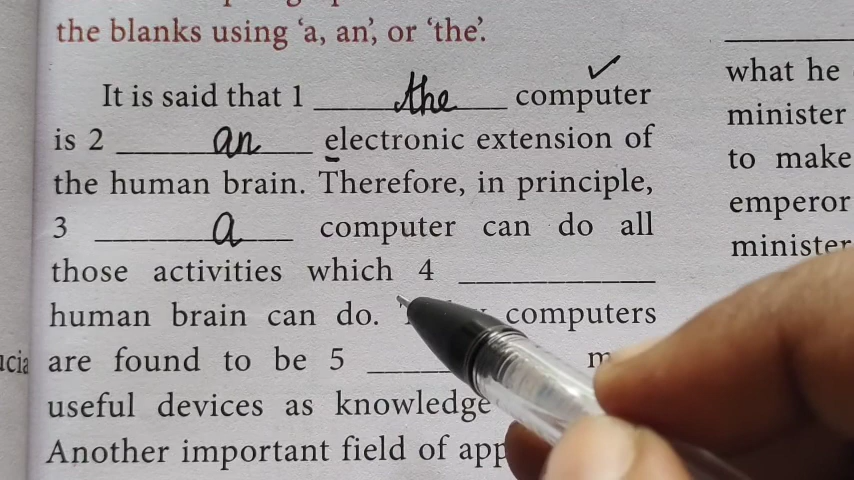 the blanks using 'a, an', or 'the'.
It is said that 1 the computer
is 2 an electronic extension of
the human brain. Therefore, in principle,
3 a computer can do all
those activities which 4 ____________
human brain can do. computers
are found to be 5 ____
useful devices as knowledge
Another important field of
what he
minister
to make
emperor
minister